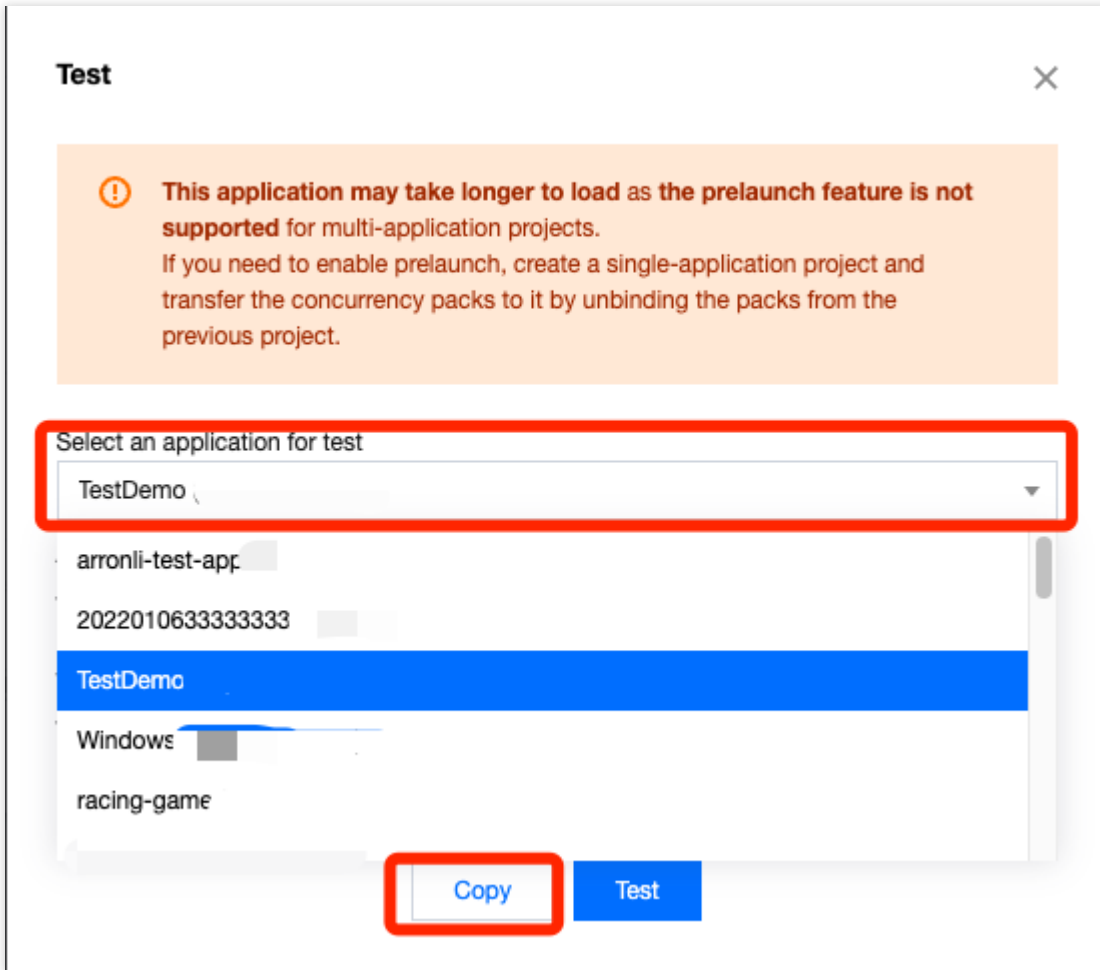 Test
This application may take longer to load as the prelaunch feature is not
supported for multi-application projects.
If you need to enable prelaunch, create a single-application project and
transfer the concurrency packs to it by unbinding the packs from the
previous project.
Select an application for test
TestDemo
arronli-test-app
2022010633333333
TestDemo
Windows
racing-game
Copy
Test